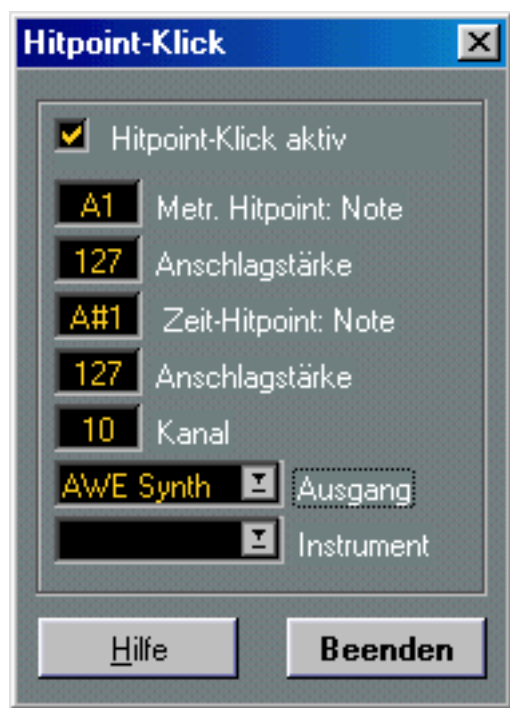 Hitpoint-Klick
Hitpoint-Klick aktiv
A1 Metr. Hitpoint: Note
127 Anschlagstärke
A#1 Zeit-Hitpoint: Note
127 Anschlagstärke
10 Kanal
AWE Synth Ausgang
Instrument
Hilfe Beenden